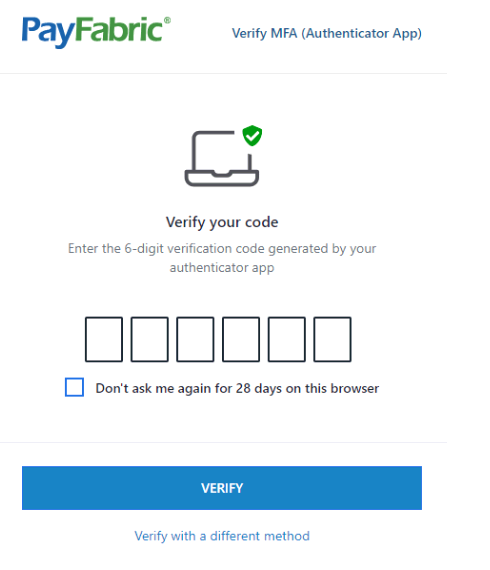 PayFabric®
Verify MFA (Authenticator App)
Verify your code
Enter the 6-digit verification code generated by your
authenticator app
Don't ask me again for 28 days on this browser
VERIFY
Verify with a different method